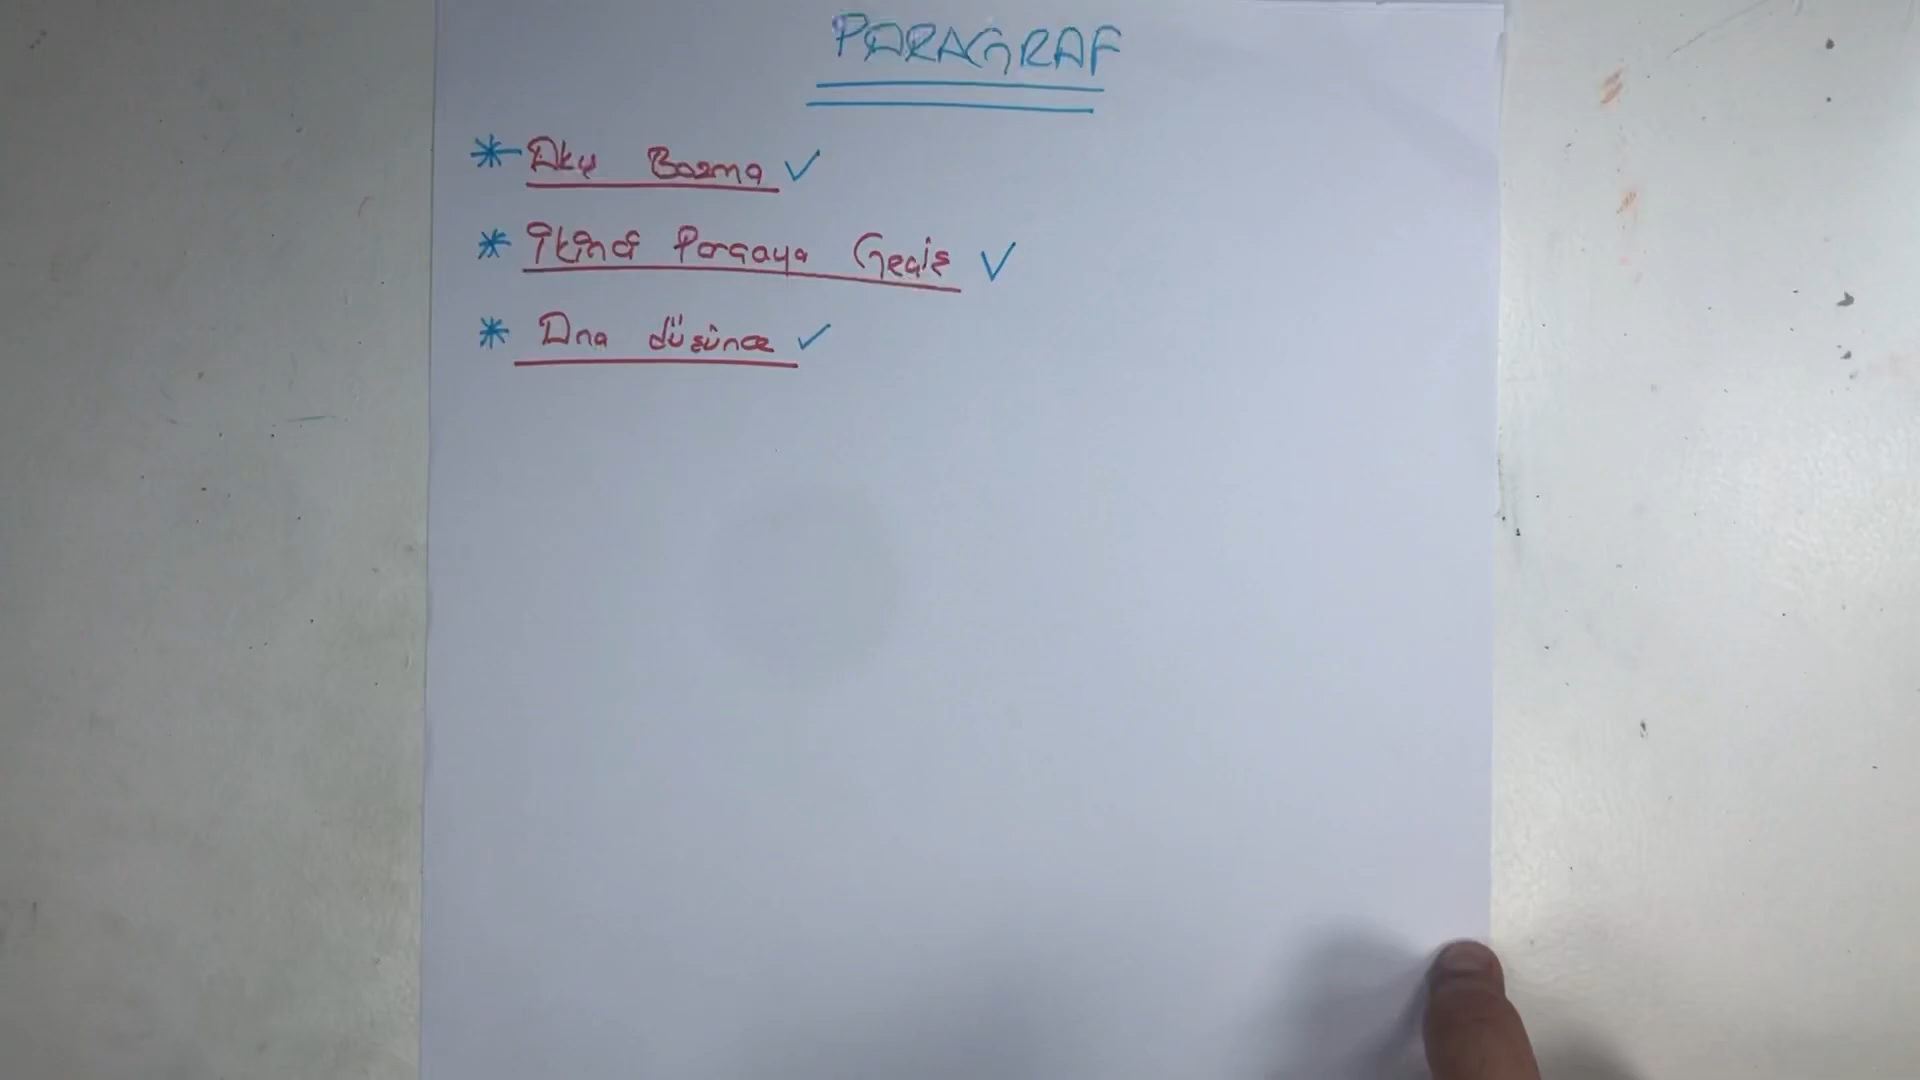 PARAGRAF
* Akış Bozma ✓
* İkinci Parçaya Geçiş ✓
* Ana düşünce ✓